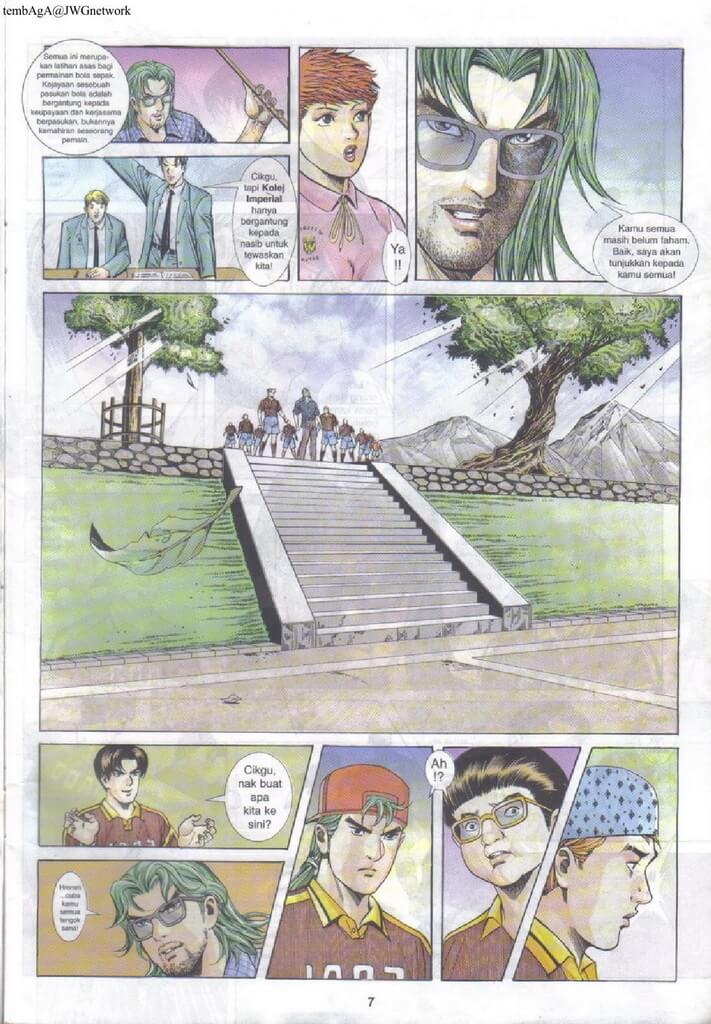 tembAgA@JWGnetwork
Semua ini merupa-
kan latihan asas bagi
permainan bola sepak.
Kejayaan sesebuah
pasukan bola adalah
bergantung kepada
keupayaan dan kerjasama
berpasukan, bukannya
kemahiran seseorang
pemain.
Cikgu,
tapi Kolej
Imperial
hanya
bergantung
kepada
nasib untuk
tewaskan
kita!
Ya
!!
Kamu semua
masih belum faham.
Baik, saya akan
tunjukkan kepada
kamu semua!
Cikgu,
nak buat
apa
kita ke
sini?
Ah
!?
Hmmm
...cuba
kamu
semua
tengok
sana!
7